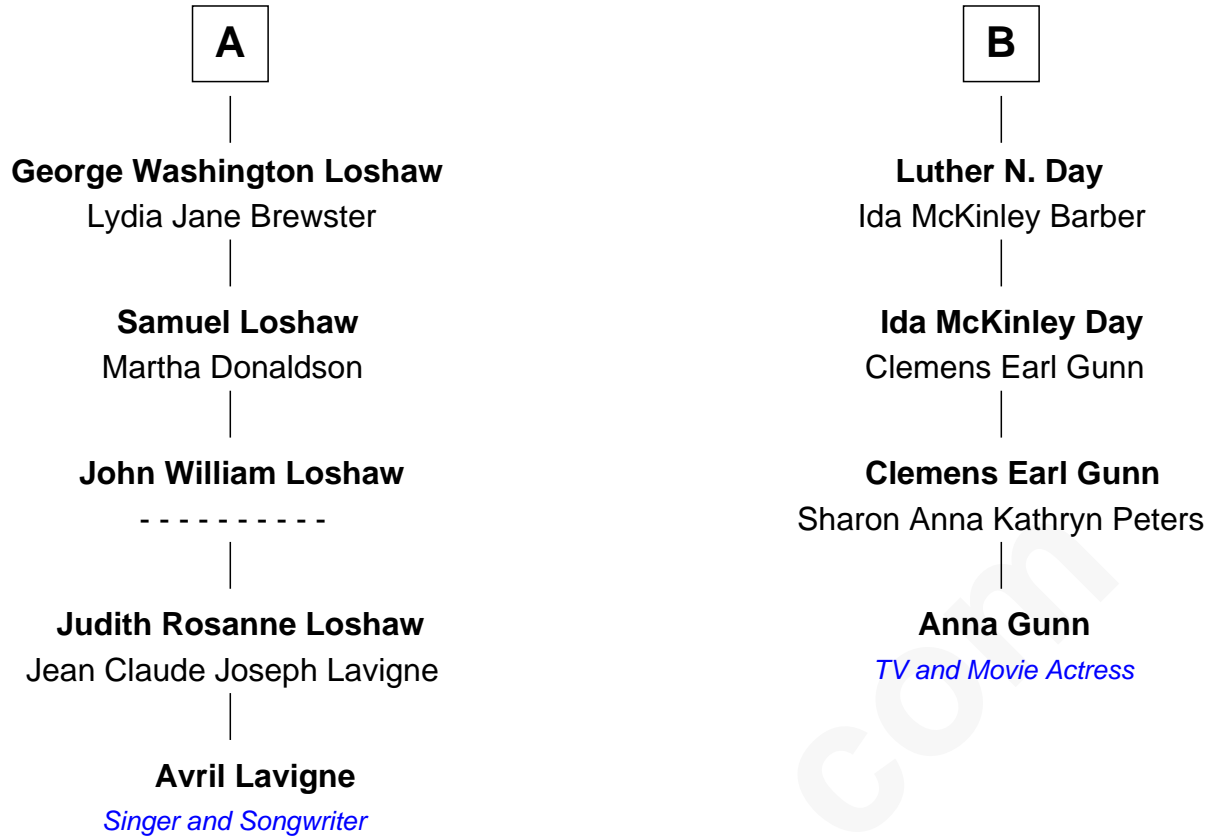 A
George Washington Loshaw
Lydia Jane Brewster
Samuel Loshaw
Martha Donaldson
John William Loshaw
- - - - - - - - - -
Judith Rosanne Loshaw
Jean Claude Joseph Lavigne
Avril Lavigne
Singer and Songwriter
B
Luther N. Day
Ida McKinley Barber
Ida McKinley Day
Clemens Earl Gunn
Clemens Earl Gunn
Sharon Anna Kathryn Peters
Anna Gunn
TV and Movie Actress
com